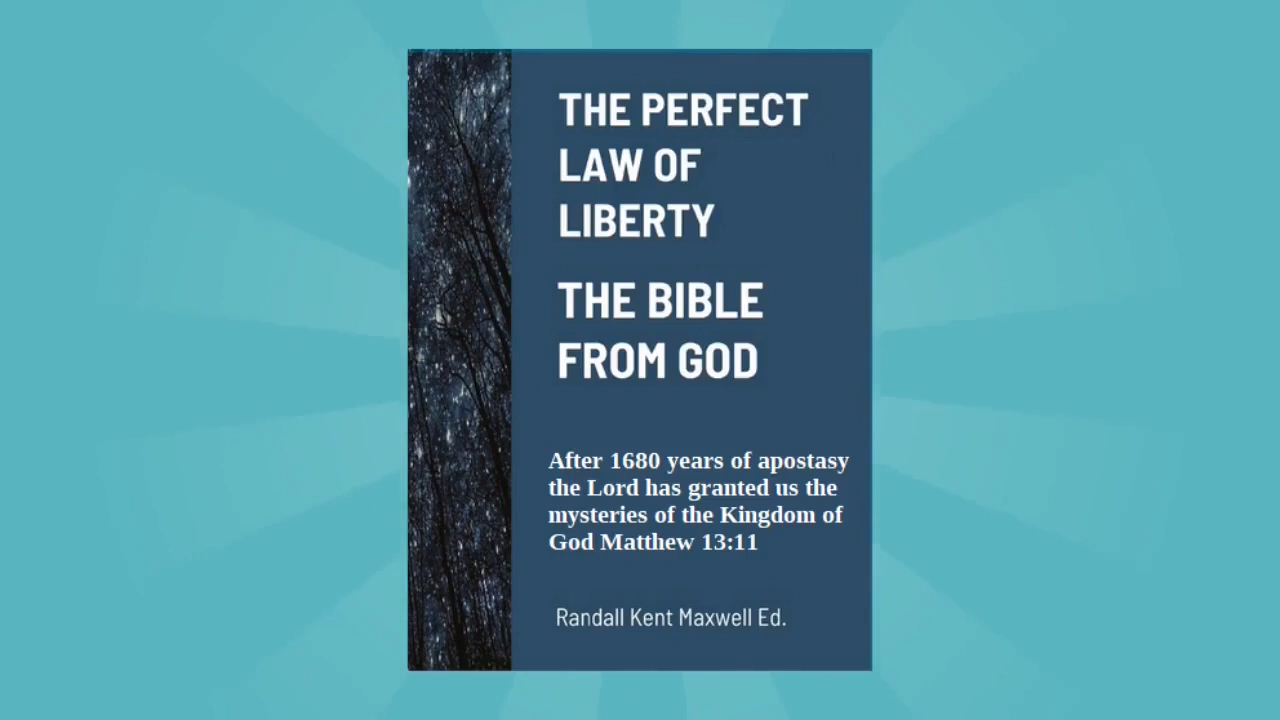 THE PERFECT
LAW OF
LIBERTY
THE BIBLE
FROM GOD
After 1680 years of apostasy
the Lord has granted us the
mysteries of the Kingdom of
God Matthew 13:11
Randall Kent Maxwell Ed.